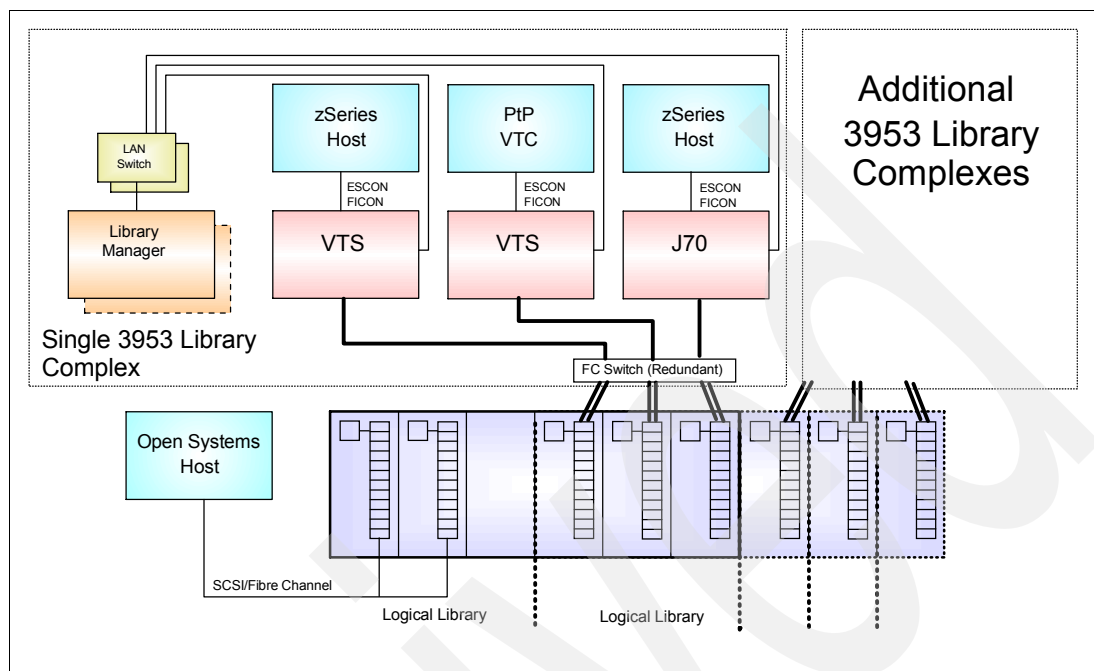 zSeries
Host
PtP
VTC
zSeries
Host
Additional
3953 Library
Complexes
LAN
Switch
ESCON
FICON
ESCON
FICON
ESCON
FICON
Library
Manager
VTS
VTS
J70
Single 3953 Library
Complex
FC Switch (Redundant)
Open Systems
Host
SCSI/Fibre Channel
Logical Library
Logical Library